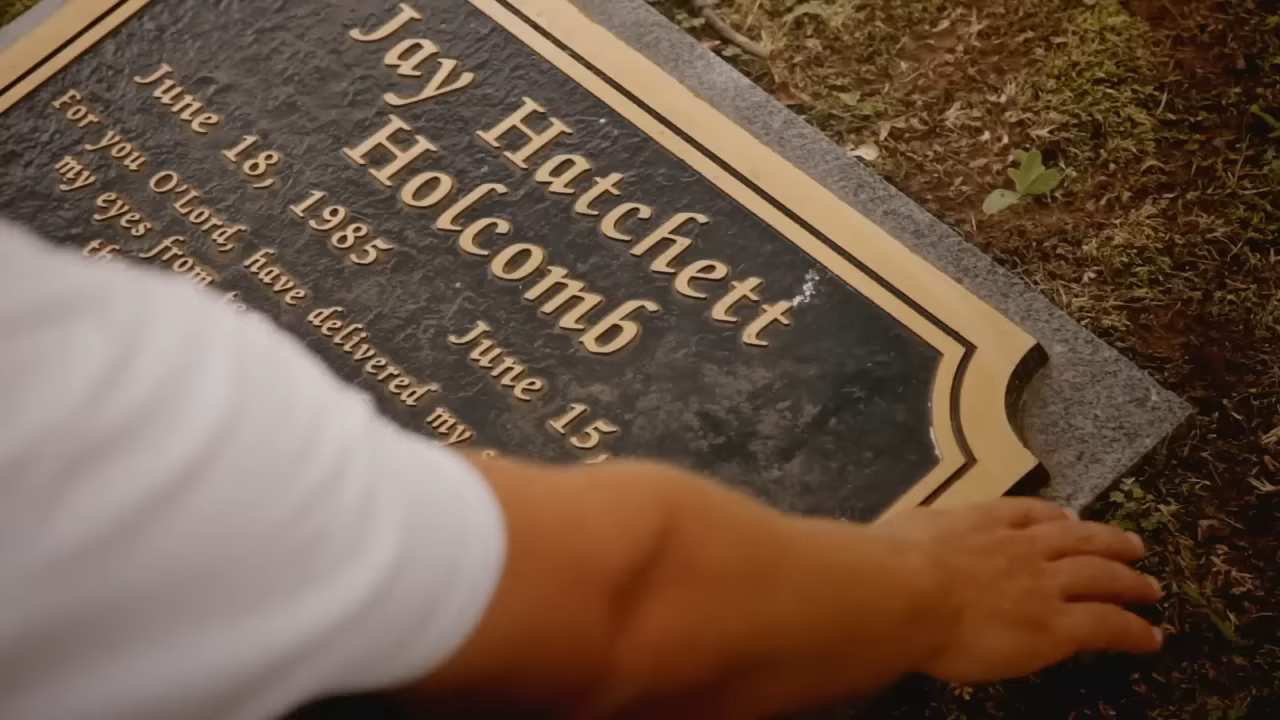 Jay Hatchett
Holcomb
June 18, 1985 June 15
For you O'Lord, have delivered my
my eyes from